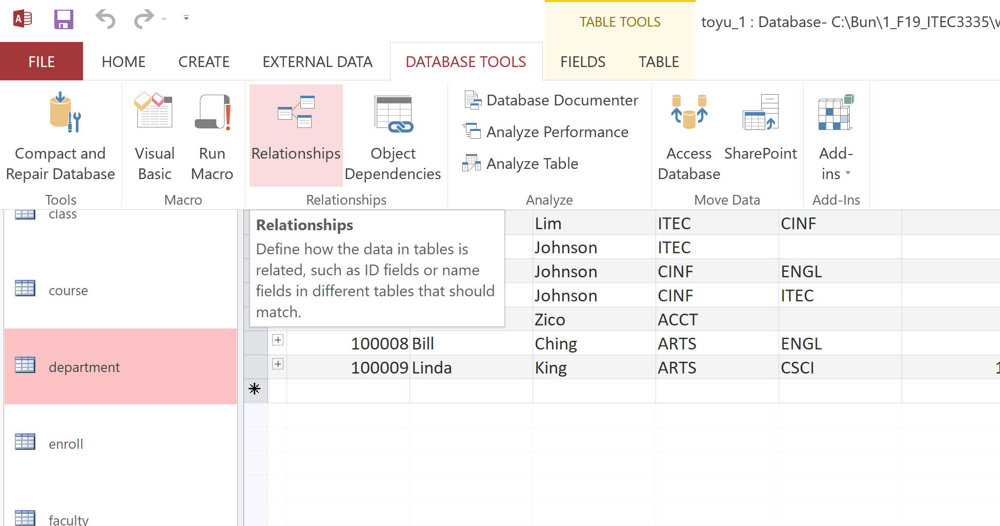 TABLE TOOLS
toyu_1 : Database- C:\Bun\1_F19_ITEC3335\
FILE HOME CREATE EXTERNAL DATA DATABASE TOOLS FIELDS TABLE
Compact and
Repair Database
Tools
Visual
Basic
Run
Macro
Macro
Relationships
Object
Dependencies
Relationships
Database Documenter
Analyze Performance
Analyze Table
Analyze
Access
Database
SharePoint
Move Data
Add-
ins
Add-Ins
class
course
department
enroll
faculty
Relationships
Define how the data in tables is
related, such as ID fields or name
fields in different tables that should
match.
Lim ITEC CINF
Johnson ITEC
Johnson CINF ENGL
Johnson CINF ITEC
Zico ACCT
100008 Bill Ching ARTS ENGL
100009 Linda King ARTS CSCI